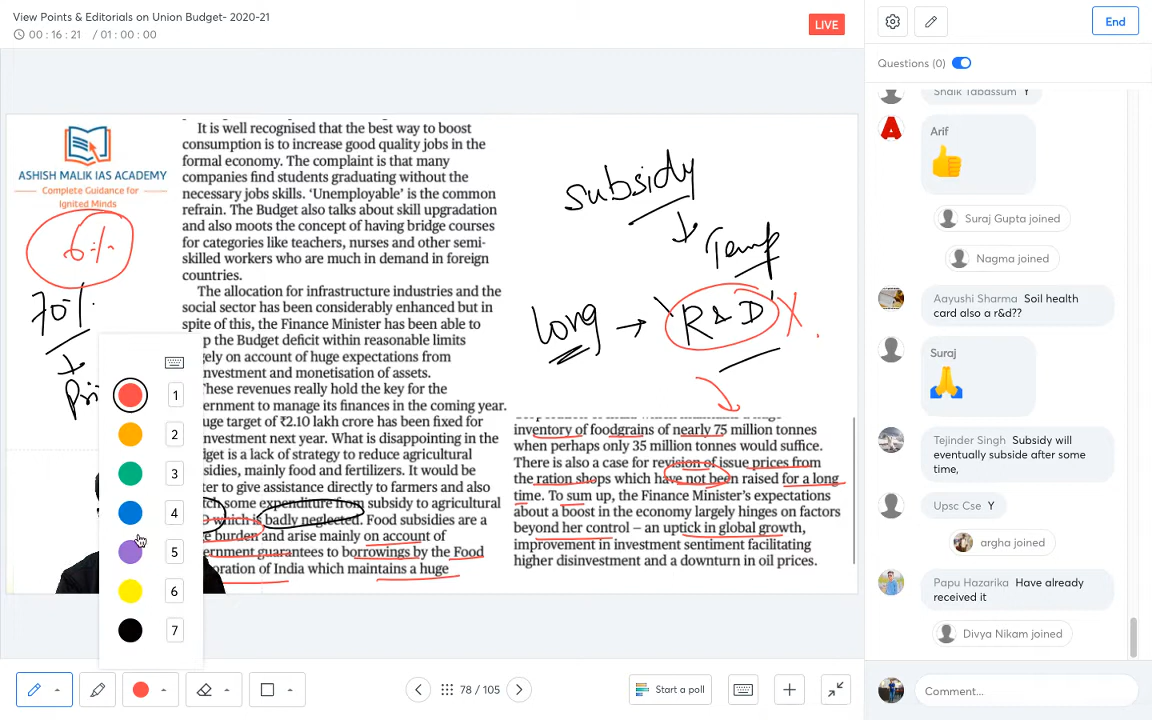 View Points & Editorials on Union Budget- 2020-21
00 : 16 : 21 / 01 : 00 : 00
LIVE
End
Questions (0)
ASHISH MALIK IAS ACADEMY
Complete Guidance for
Ignited Minds
6%
70%
It is well recognised that the best way to boost
consumption is to increase good quality jobs in the
formal economy. The complaint is that many
companies find students graduating without the
necessary jobs skills. ‘Unemployable’ is the common
refrain. The Budget also talks about skill upgradation
and also moots the concept of having bridge courses
for categories like teachers, nurses and other semi-
skilled workers who are much in demand in foreign
countries.
The allocation for infrastructure industries and the
social sector has been considerably enhanced but in
spite of this, the Finance Minister has been able to
the Budget deficit within reasonable limits
on account of huge expectations from
and monetisation of assets.
These revenues really hold the key for the
to manage its finances in the coming year.
target of ₹2.10 lakh crore has been fixed for
next year. What is disappointing in the
is a lack of strategy to reduce agricultural
mainly food and fertilizers. It would be
to give assistance directly to farmers and also
some expenditure from subsidy to agricultural
which is badly neglected. Food subsidies are a
burden and arise mainly on account of
guarantees to borrowings by the Food
of India which maintains a huge
subsidy
Temp
long → 'R&D' X
inventory of foodgrains of nearly 75 million tonnes
when perhaps only 35 million tonnes would suffice.
There is also a case for revision of issue prices from
the ration shops which have not been raised for a long
time. To sum up, the Finance Minister’s expectations
about a boost in the economy largely hinges on factors
beyond her control – an uptick in global growth,
improvement in investment sentiment facilitating
higher disinvestment and a downturn in oil prices.
1
2
3
4
5
6
7
78 / 105
Start a poll
Shaik Tabassum Y
Arif
Suraj Gupta joined
Nagma joined
Aayushi Sharma Soil health
card also a r&d??
Suraj
Tejinder Singh Subsidy will
eventually subside after some
time,
Upsc Cse Y
argha joined
Papu Hazarika Have already
received it
Divya Nikam joined
Comment...